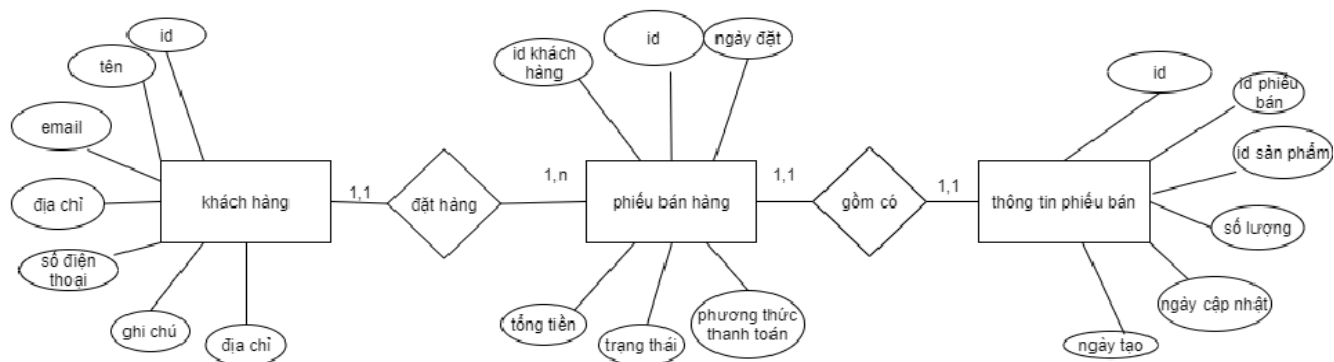 id
tên
email
địa chỉ
số điện
thoại
ghi chú
địa chỉ
khách hàng
1,1
đặt hàng
1,n
id khách
hàng
id
ngày đặt
phiếu bán hàng
tổng tiền
trạng thái
phương thức
thanh toán
1,1
gồm có
1,1
thông tin phiếu bán
id
id phiếu
bán
id sản phẩm
số lượng
ngày cập nhật
ngày tạo